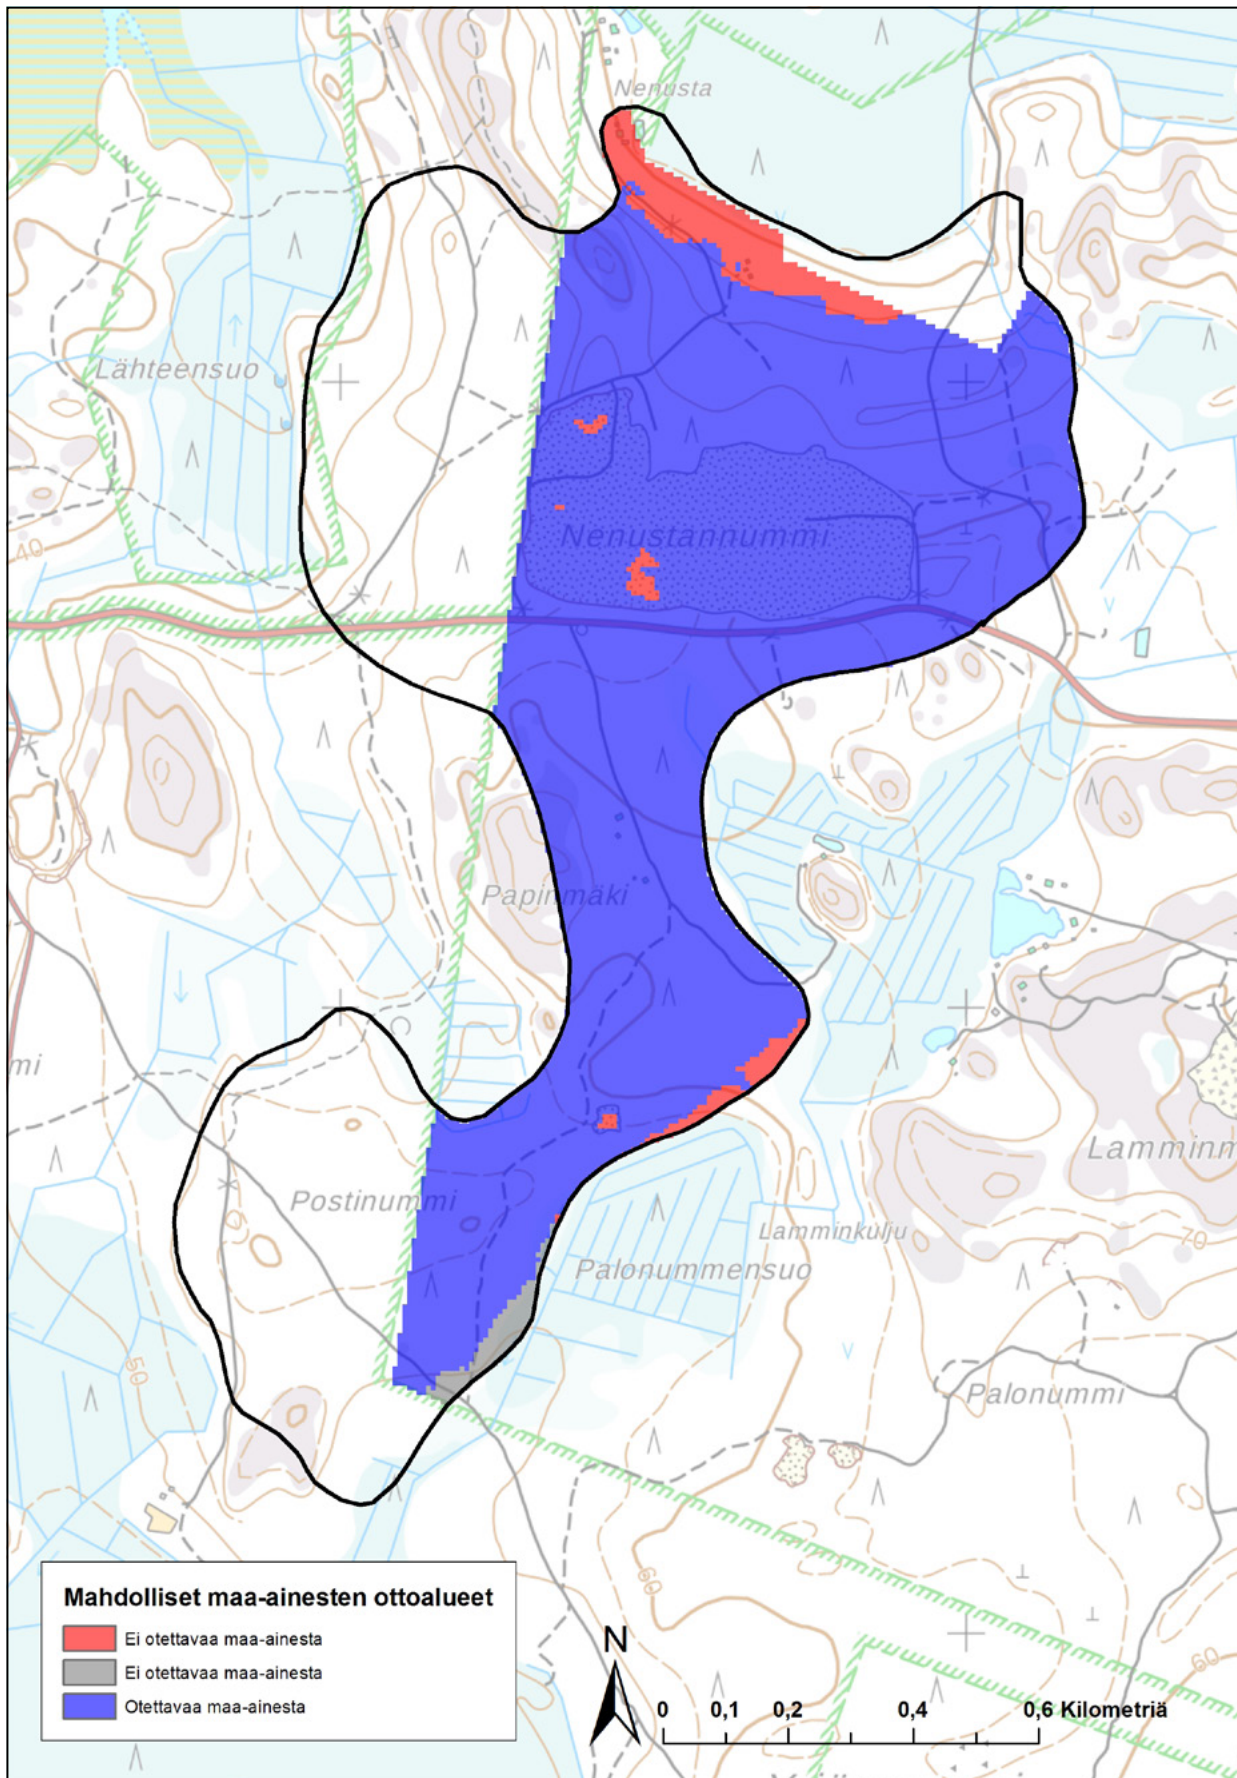 Nenusta
Lähteensuo
40
Nenustannummi
Papinmäki
mi
Lamminm
Postinummi
Lamminkulju
70
Palonummensuo
50
Palonummi
60
60
Mahdolliset maa-ainesten ottoalueet
Ei otettavaa maa-ainesta
Ei otettavaa maa-ainesta
Otettavaa maa-ainesta
N
0 0,1 0,2 0,4 0,6 Kilometriä